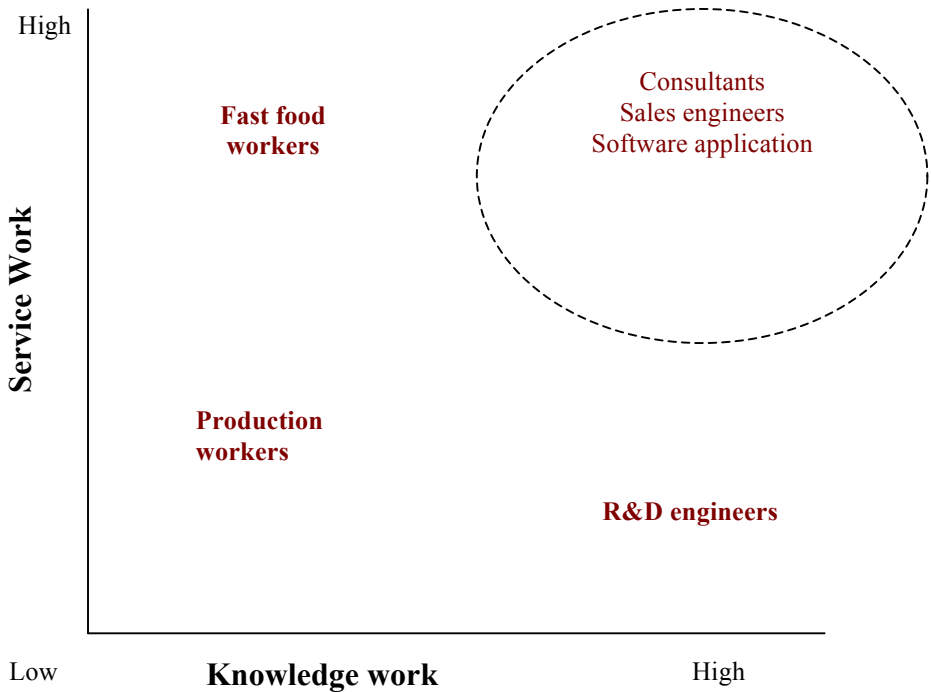 High
Consultants
Sales engineers
Software application
Fast food
workers
Service Work
Production
workers
R&D engineers
Low
Knowledge work
High